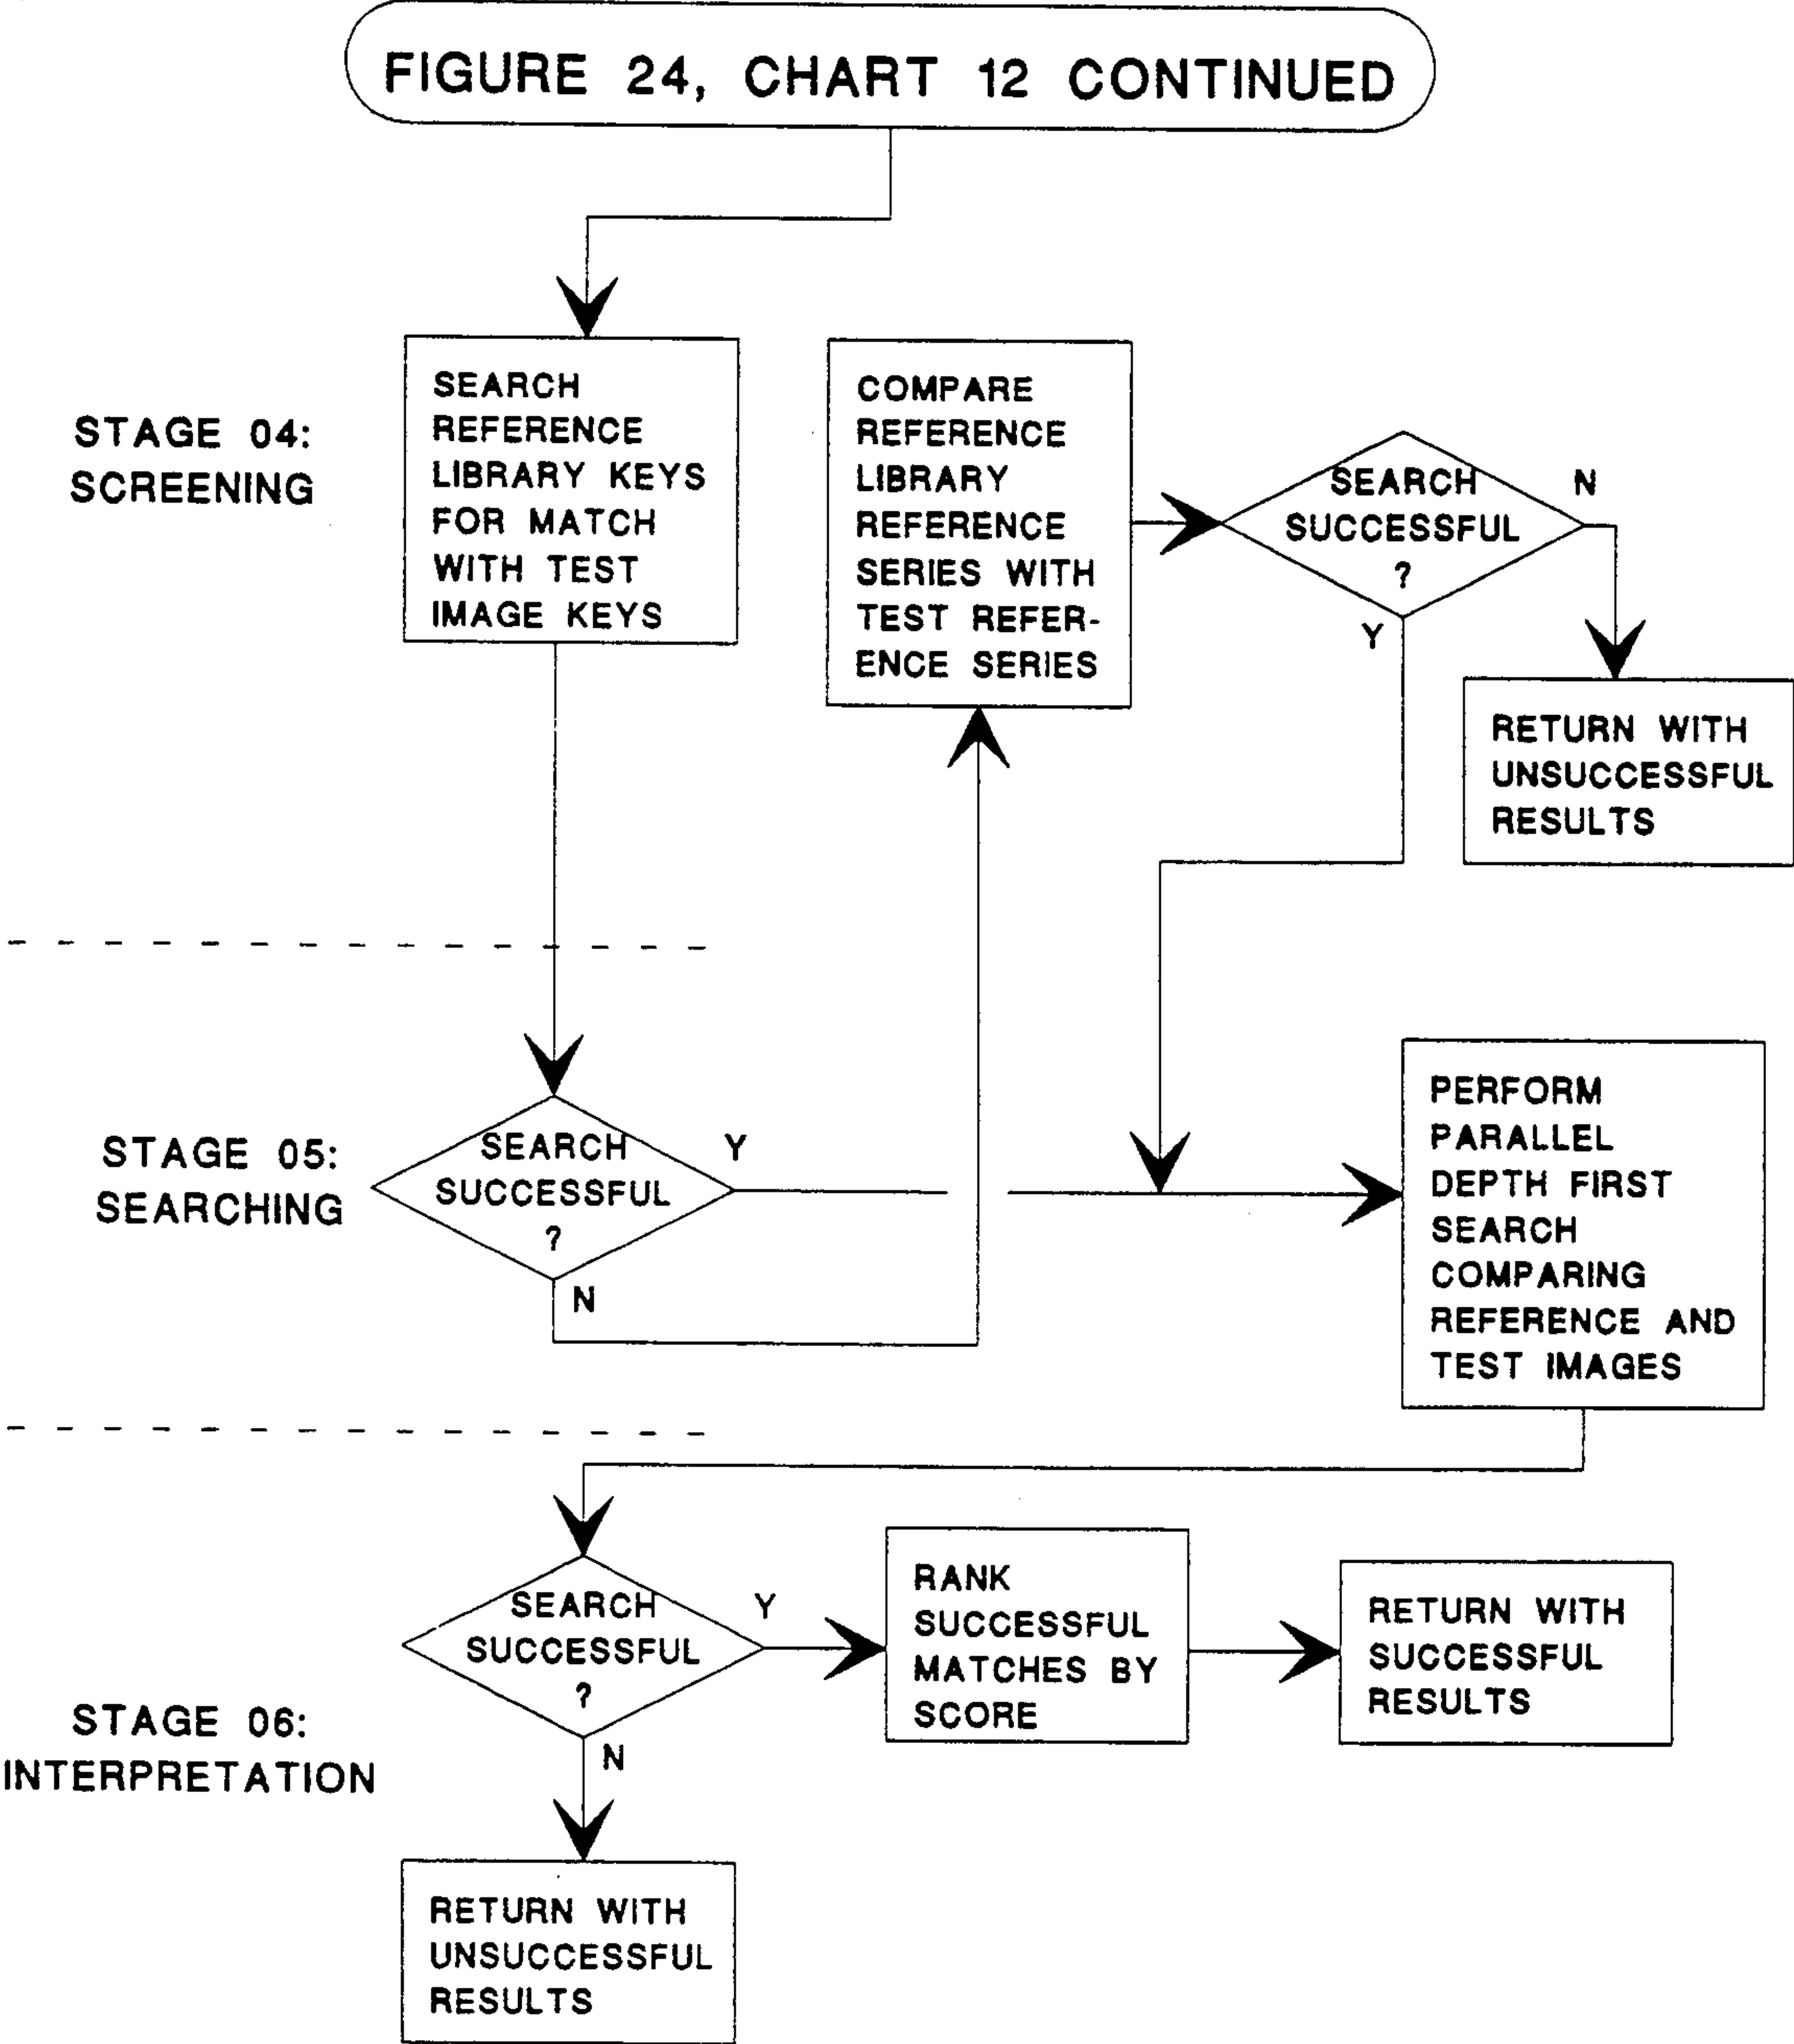 FIGURE 24, CHART 12 CONTINUED
STAGE 04:
SCREENING
SEARCH
REFERENCE
LIBRARY KEYS
FOR MATCH
WITH TEST
IMAGE KEYS
COMPARE
REFERENCE
LIBRARY
REFERENCE
SERIES WITH
TEST REFER-
ENCE SERIES
SEARCH
SUCCESSFUL
?
N
Y
RETURN WITH
UNSUCCESSFUL
RESULTS
STAGE 05:
SEARCHING
SEARCH
SUCCESSFUL
?
Y
N
PERFORM
PARALLEL
DEPTH FIRST
SEARCH
COMPARING
REFERENCE AND
TEST IMAGES
STAGE 06:
INTERPRETATION
SEARCH
SUCCESSFUL
?
Y
N
RANK
SUCCESSFUL
MATCHES BY
SCORE
RETURN WITH
SUCCESSFUL
RESULTS
RETURN WITH
UNSUCCESSFUL
RESULTS